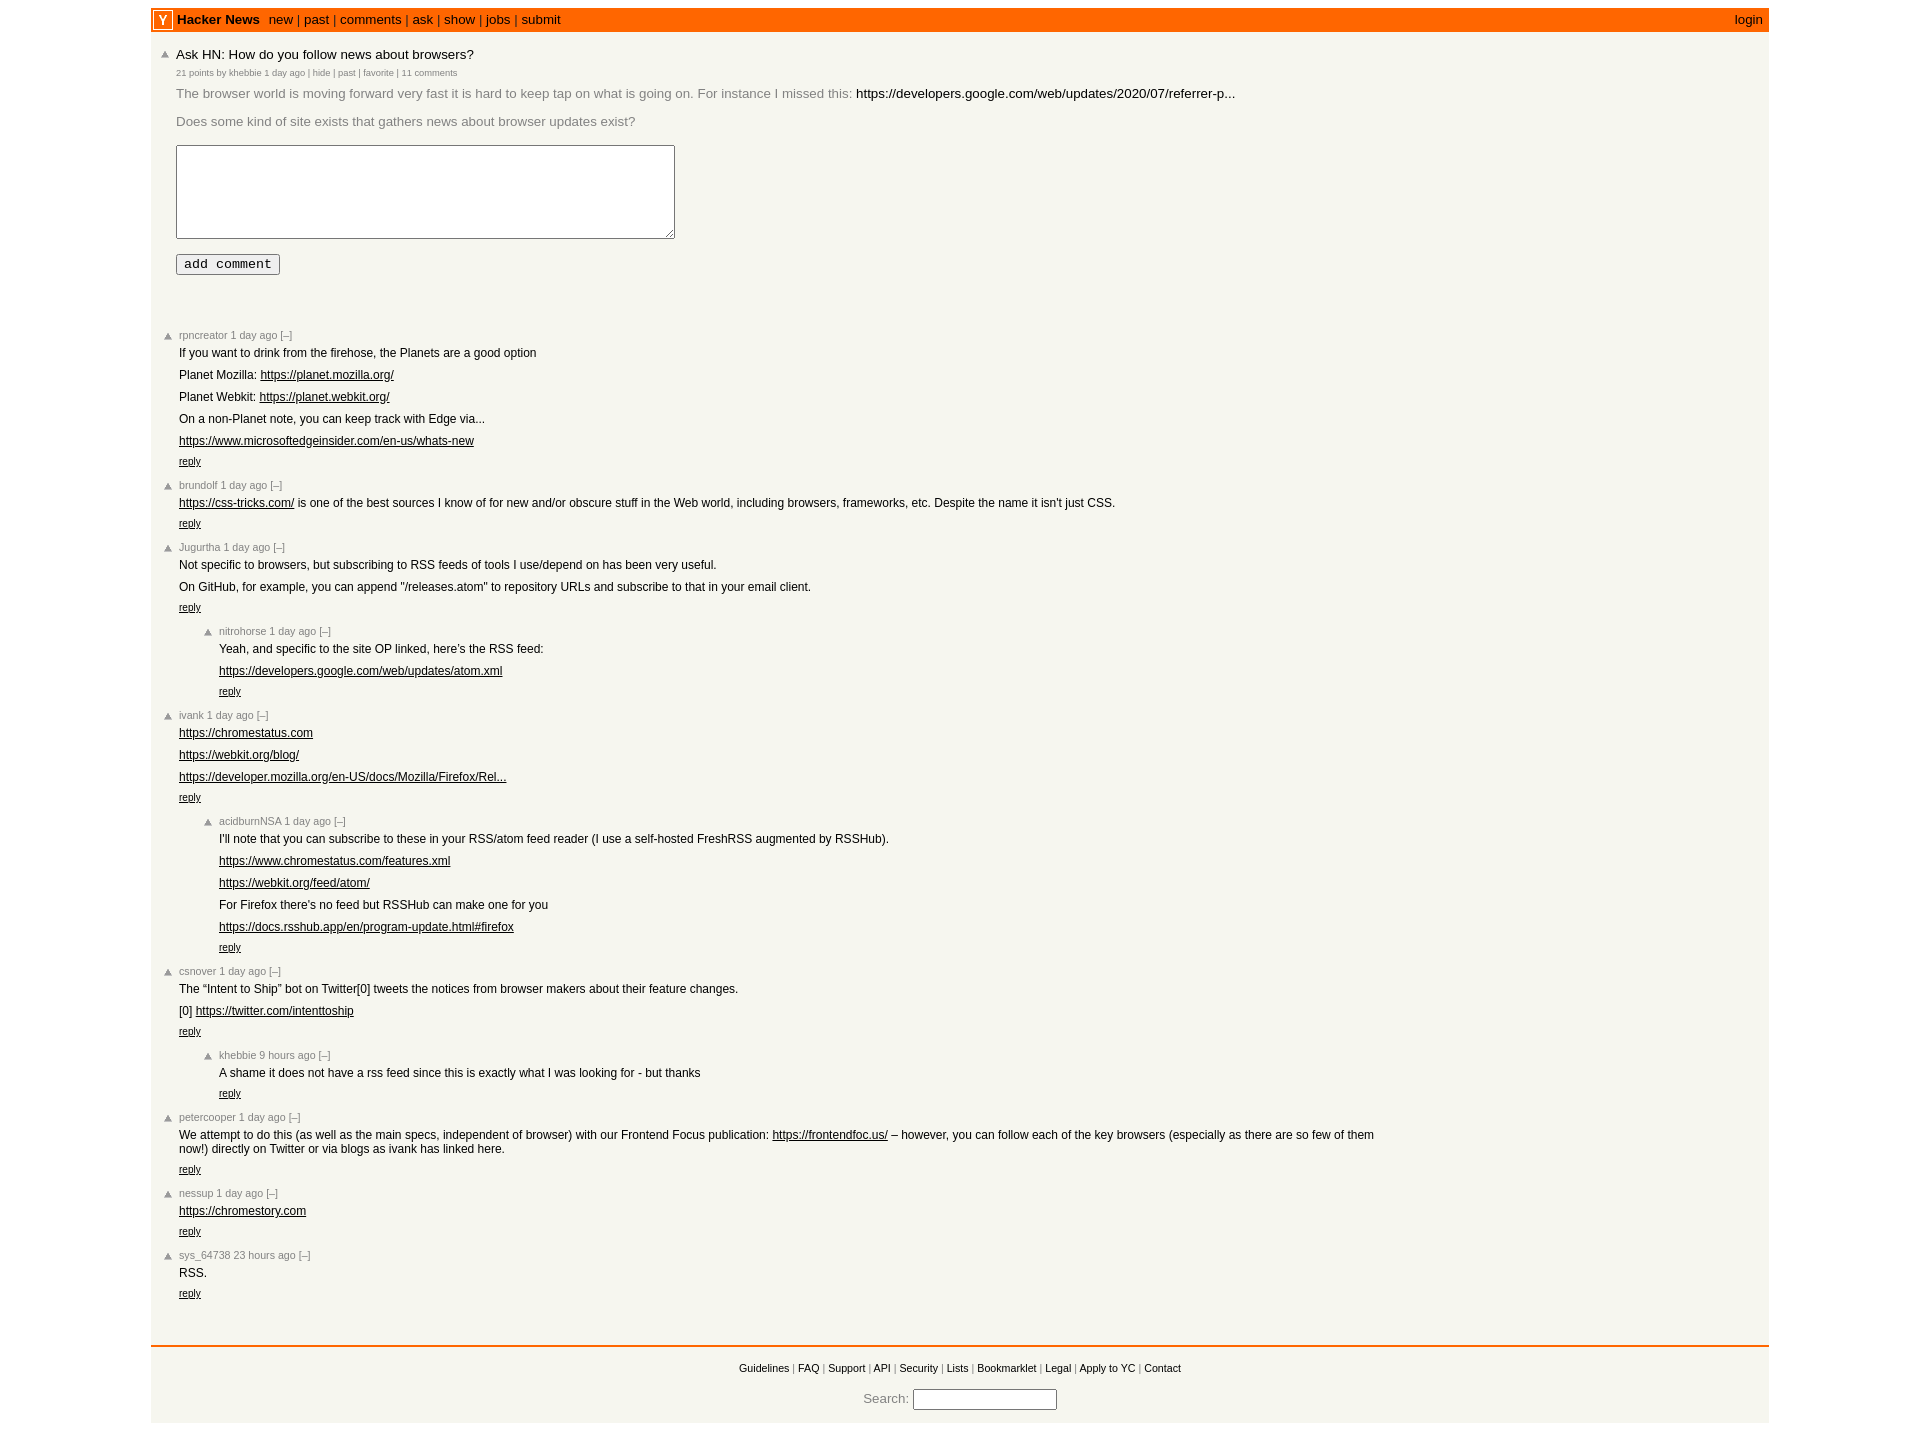 Y Hacker News new | past | comments | ask | show | jobs | submit login
Ask HN: How do you follow news about browsers?
21 points by khebbie 1 day ago | hide | past | favorite | 11 comments
The browser world is moving forward very fast it is hard to keep tap on what is going on. For instance I missed this: https://developers.google.com/web/updates/2020/07/referrer-p...
Does some kind of site exists that gathers news about browser updates exist?
add comment
rpncreator 1 day ago [–]
If you want to drink from the firehose, the Planets are a good option
Planet Mozilla: https://planet.mozilla.org/
Planet Webkit: https://planet.webkit.org/
On a non-Planet note, you can keep track with Edge via...
https://www.microsoftedgeinsider.com/en-us/whats-new
reply
brundolf 1 day ago [–]
https://css-tricks.com/ is one of the best sources I know of for new and/or obscure stuff in the Web world, including browsers, frameworks, etc. Despite the name it isn't just CSS.
reply
Jugurtha 1 day ago [–]
Not specific to browsers, but subscribing to RSS feeds of tools I use/depend on has been very useful.
On GitHub, for example, you can append "/releases.atom" to repository URLs and subscribe to that in your email client.
reply
nitrohorse 1 day ago [–]
Yeah, and specific to the site OP linked, here’s the RSS feed:
https://developers.google.com/web/updates/atom.xml
reply
ivank 1 day ago [–]
https://chromestatus.com
https://webkit.org/blog/
https://developer.mozilla.org/en-US/docs/Mozilla/Firefox/Rel...
reply
acidburnNSA 1 day ago [–]
I'll note that you can subscribe to these in your RSS/atom feed reader (I use a self-hosted FreshRSS augmented by RSSHub).
https://www.chromestatus.com/features.xml
https://webkit.org/feed/atom/
For Firefox there's no feed but RSSHub can make one for you
https://docs.rsshub.app/en/program-update.html#firefox
reply
csnover 1 day ago [–]
The “Intent to Ship” bot on Twitter[0] tweets the notices from browser makers about their feature changes.
[0] https://twitter.com/intenttoship
reply
khebbie 9 hours ago [–]
A shame it does not have a rss feed since this is exactly what I was looking for - but thanks
reply
petercooper 1 day ago [–]
We attempt to do this (as well as the main specs, independent of browser) with our Frontend Focus publication: https://frontendfoc.us/ – however, you can follow each of the key browsers (especially as there are so few of them
now!) directly on Twitter or via blogs as ivank has linked here.
reply
nessup 1 day ago [–]
https://chromestory.com
reply
sys_64738 23 hours ago [–]
RSS.
reply
Guidelines | FAQ | Support | API | Security | Lists | Bookmarklet | Legal | Apply to YC | Contact
Search: